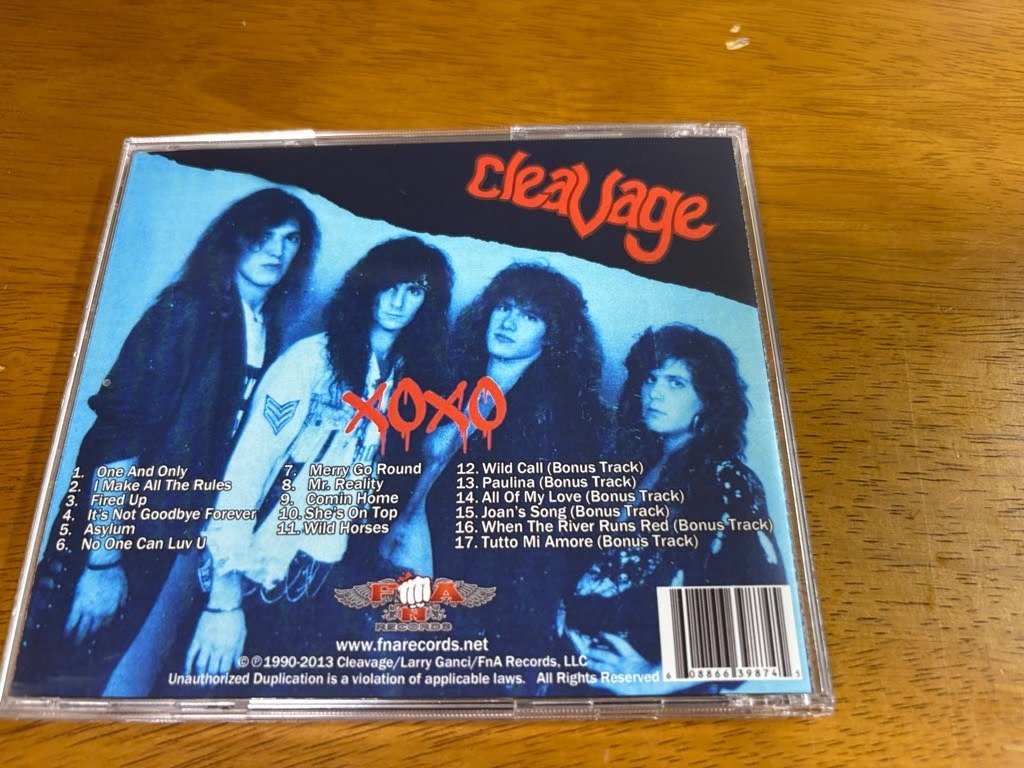 cleaVage
XOXO
1. One And Only
2. I Make All The Rules
3. Fired Up
4. It's Not Goodbye Forever
5. Asylum
6. No One Can Luv U
7. Merry Go Round
8. Mr. Reality
9. Comin Home
10. She's On Top
11. Wild Horses
12. Wild Call (Bonus Track)
13. Paulina (Bonus Track)
14. All Of My Love (Bonus Track)
15. Joan's Song (Bonus Track)
16. When The River Runs Red (Bonus Track)
17. Tutto Mi Amore (Bonus Track)
F N A
RECORDS
www.fnarecords.net
© ℗ 1990-2013 Cleavage/Larry Ganci/FnA Records, LLC
Unauthorized Duplication is a violation of applicable laws. All Rights Reserved
6 08866 39874 5